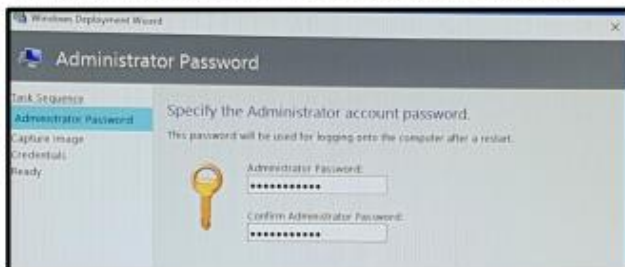 Windows Deployment Wizard
Administrator Password
Task Sequence
Administrator Password
Capture Image
Credentials
Ready
Specify the Administrator account password.
This password will be used for logging onto the computer after a restart.
Administrator Password:
•••••••••••
Confirm Administrator Password:
•••••••••••